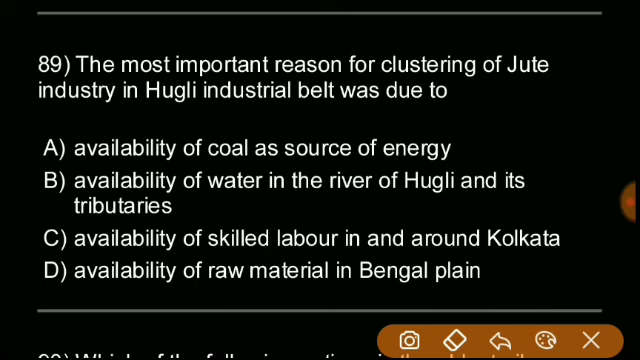 89) The most important reason for clustering of Jute
industry in Hugli industrial belt was due to
A) availability of coal as source of energy
B) availability of water in the river of Hugli and its
tributaries
C) availability of skilled labour in and around Kolkata
D) availability of raw material in Bengal plain